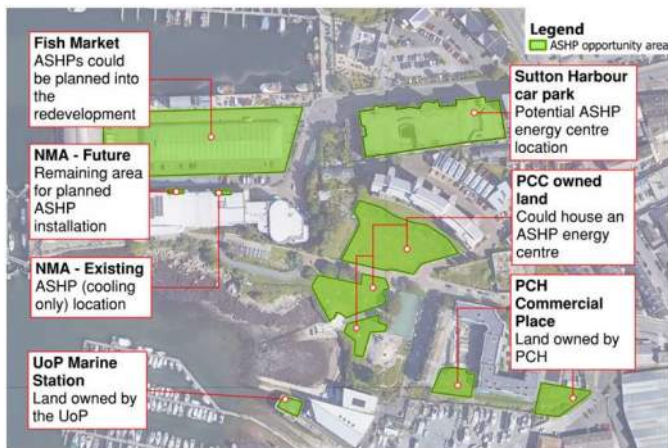 Legend
ASHP opportunity area
Fish Market
ASHPs could
be planned into
the
redevelopment
NMA - Future
Remaining area
for planned
ASHP
installation
NMA - Existing
ASHP (cooling
only) location
UoP Marine
Station
Land owned by
the UoP
Sutton Harbour
car park
Potential ASHP
energy centre
location
PCC owned
land
Could house an
ASHP energy
centre
PCH
Commercial
Place
Land owned by
PCH